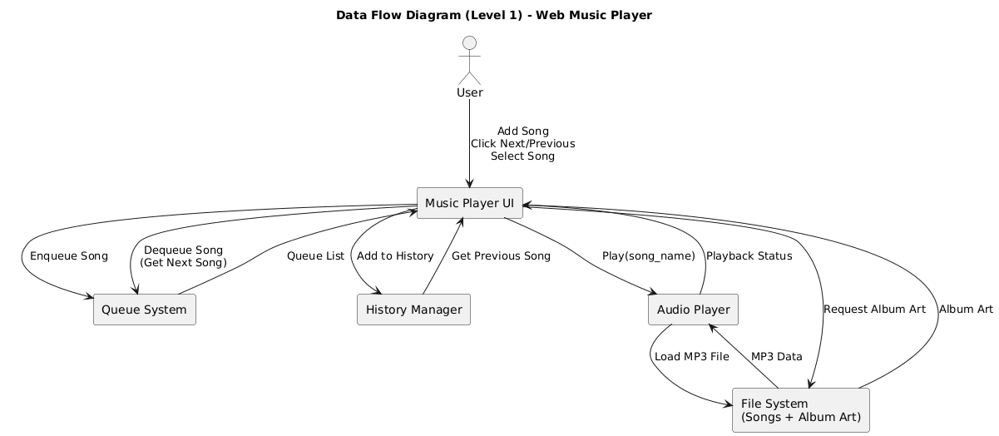 Data Flow Diagram (Level 1) - Web Music Player
User
Add Song
Click Next/Previous
Select Song
Music Player UI
Enqueue Song
Dequeue Song
(Get Next Song)
Queue List
Add to History
Get Previous Song
Play(song_name)
Playback Status
Queue System
History Manager
Audio Player
Request Album Art
Album Art
Load MP3 File
MP3 Data
File System
(Songs + Album Art)